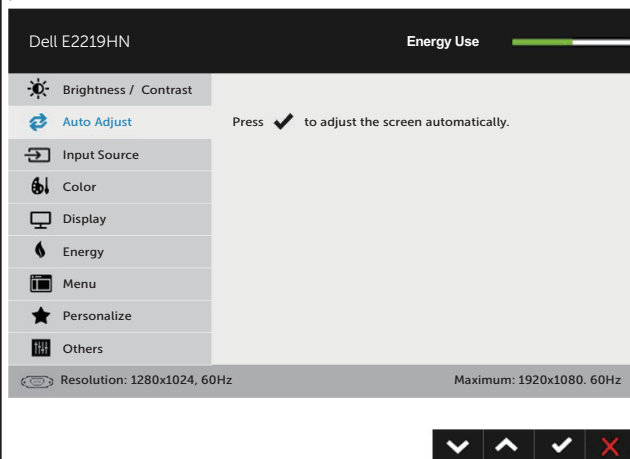 Dell E2219HN Energy Use
Brightness / Contrast
Auto Adjust Press to adjust the screen automatically.
Input Source
Color
Display
Energy
Menu
Personalize
Others
Resolution: 1280x1024, 60Hz Maximum: 1920x1080. 60Hz